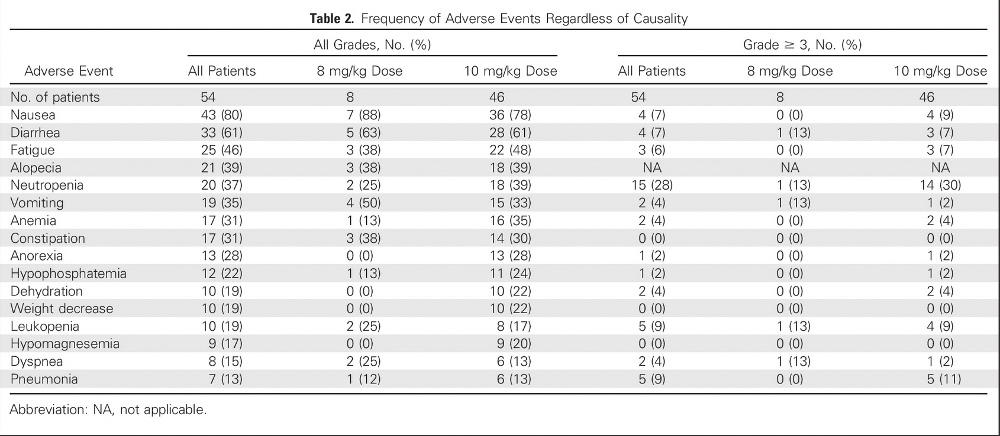 Table 2. Frequency of Adverse Events Regardless of Causality
All Grades, No. (%) Grade ≥ 3, No. (%)
Adverse Event All Patients 8 mg/kg Dose 10 mg/kg Dose All Patients 8 mg/kg Dose 10 mg/kg Dose
No. of patients 54 8 46 54 8 46
Nausea 43 (80) 7 (88) 36 (78) 4 (7) 0 (0) 4 (9)
Diarrhea 33 (61) 5 (63) 28 (61) 4 (7) 1 (13) 3 (7)
Fatigue 25 (46) 3 (38) 22 (48) 3 (6) 0 (0) 3 (7)
Alopecia 21 (39) 3 (38) 18 (39) NA NA NA
Neutropenia 20 (37) 2 (25) 18 (39) 15 (28) 1 (13) 14 (30)
Vomiting 19 (35) 4 (50) 15 (33) 2 (4) 1 (13) 1 (2)
Anemia 17 (31) 1 (13) 16 (35) 2 (4) 0 (0) 2 (4)
Constipation 17 (31) 3 (38) 14 (30) 0 (0) 0 (0) 0 (0)
Anorexia 13 (28) 0 (0) 13 (28) 1 (2) 0 (0) 1 (2)
Hypophosphatemia 12 (22) 1 (13) 11 (24) 1 (2) 0 (0) 1 (2)
Dehydration 10 (19) 0 (0) 10 (22) 2 (4) 0 (0) 2 (4)
Weight decrease 10 (19) 0 (0) 10 (22) 0 (0) 0 (0) 0 (0)
Leukopenia 10 (19) 2 (25) 8 (17) 5 (9) 1 (13) 4 (9)
Hypomagnesemia 9 (17) 0 (0) 9 (20) 0 (0) 0 (0) 0 (0)
Dyspnea 8 (15) 2 (25) 6 (13) 2 (4) 1 (13) 1 (2)
Pneumonia 7 (13) 1 (12) 6 (13) 5 (9) 0 (0) 5 (11)
Abbreviation: NA, not applicable.